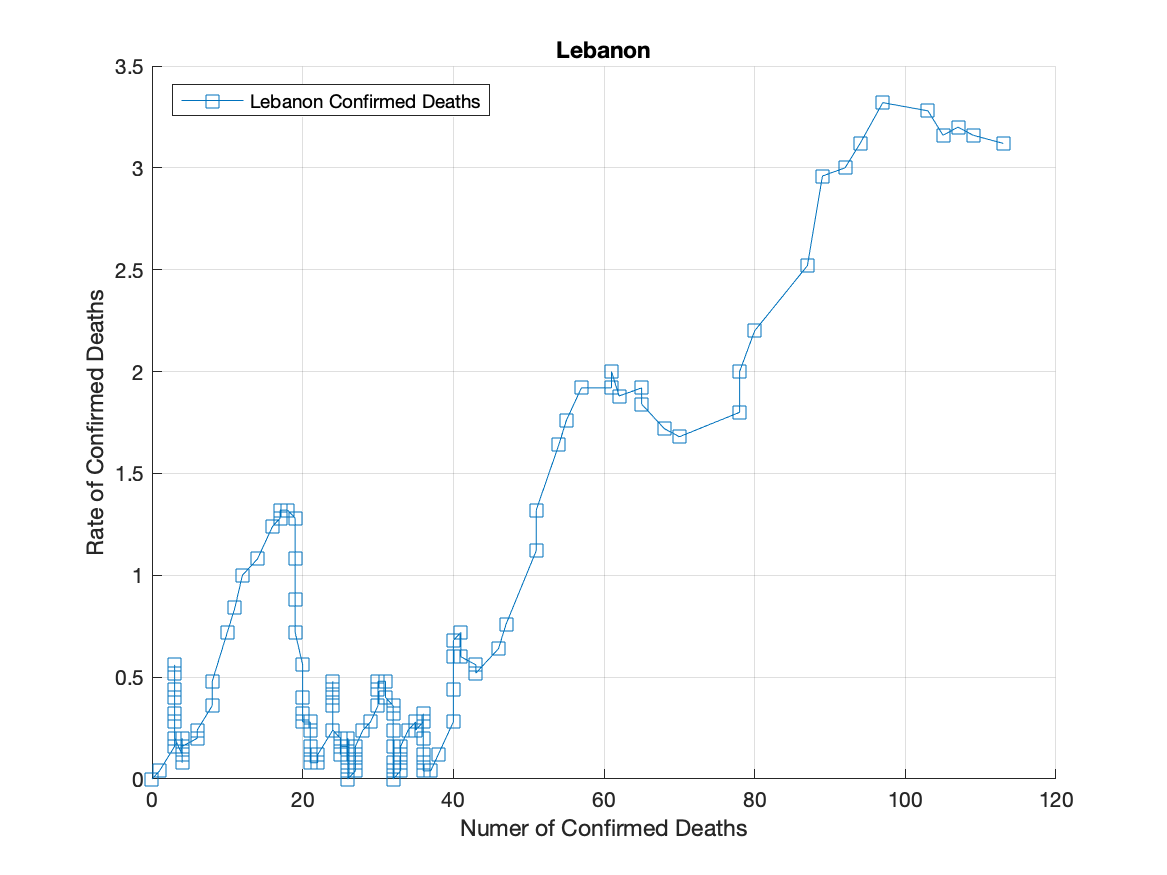 Lebanon
Lebanon Confirmed Deaths
Rate of Confirmed Deaths
3.5
3
2.5
2
1.5
1
0.5
0
0 20 40 60 80 100 120
Numer of Confirmed Deaths